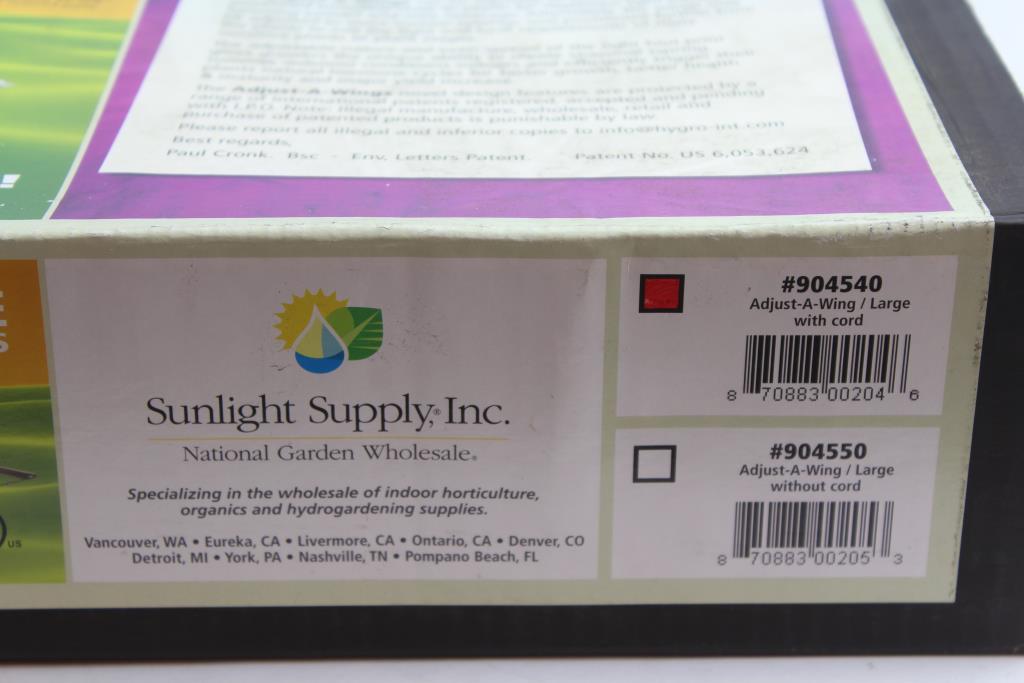 The Adjust-A-Wings novel design features are protected by a
range of international patents registered, accepted and pending
with I.P.O. Note: illegal manufacture, wholesale, retail and
purchase of patented products is punishable by law.
Please report all illegal and inferior copies to info@hygro-int.com
Best regards,
Paul Cronk. Bsc - Env. Letters Patent. Patent No. US 6,053,624
Sunlight Supply,® Inc.
National Garden Wholesale®
Specializing in the wholesale of indoor horticulture,
organics and hydrogardening supplies.
Vancouver, WA • Eureka, CA • Livermore, CA • Ontario, CA • Denver, CO
Detroit, MI • York, PA • Nashville, TN • Pompano Beach, FL
US
#904540
Adjust-A-Wing / Large
with cord
8 70883 00204 6
#904550
Adjust-A-Wing / Large
without cord
8 70883 00205 3